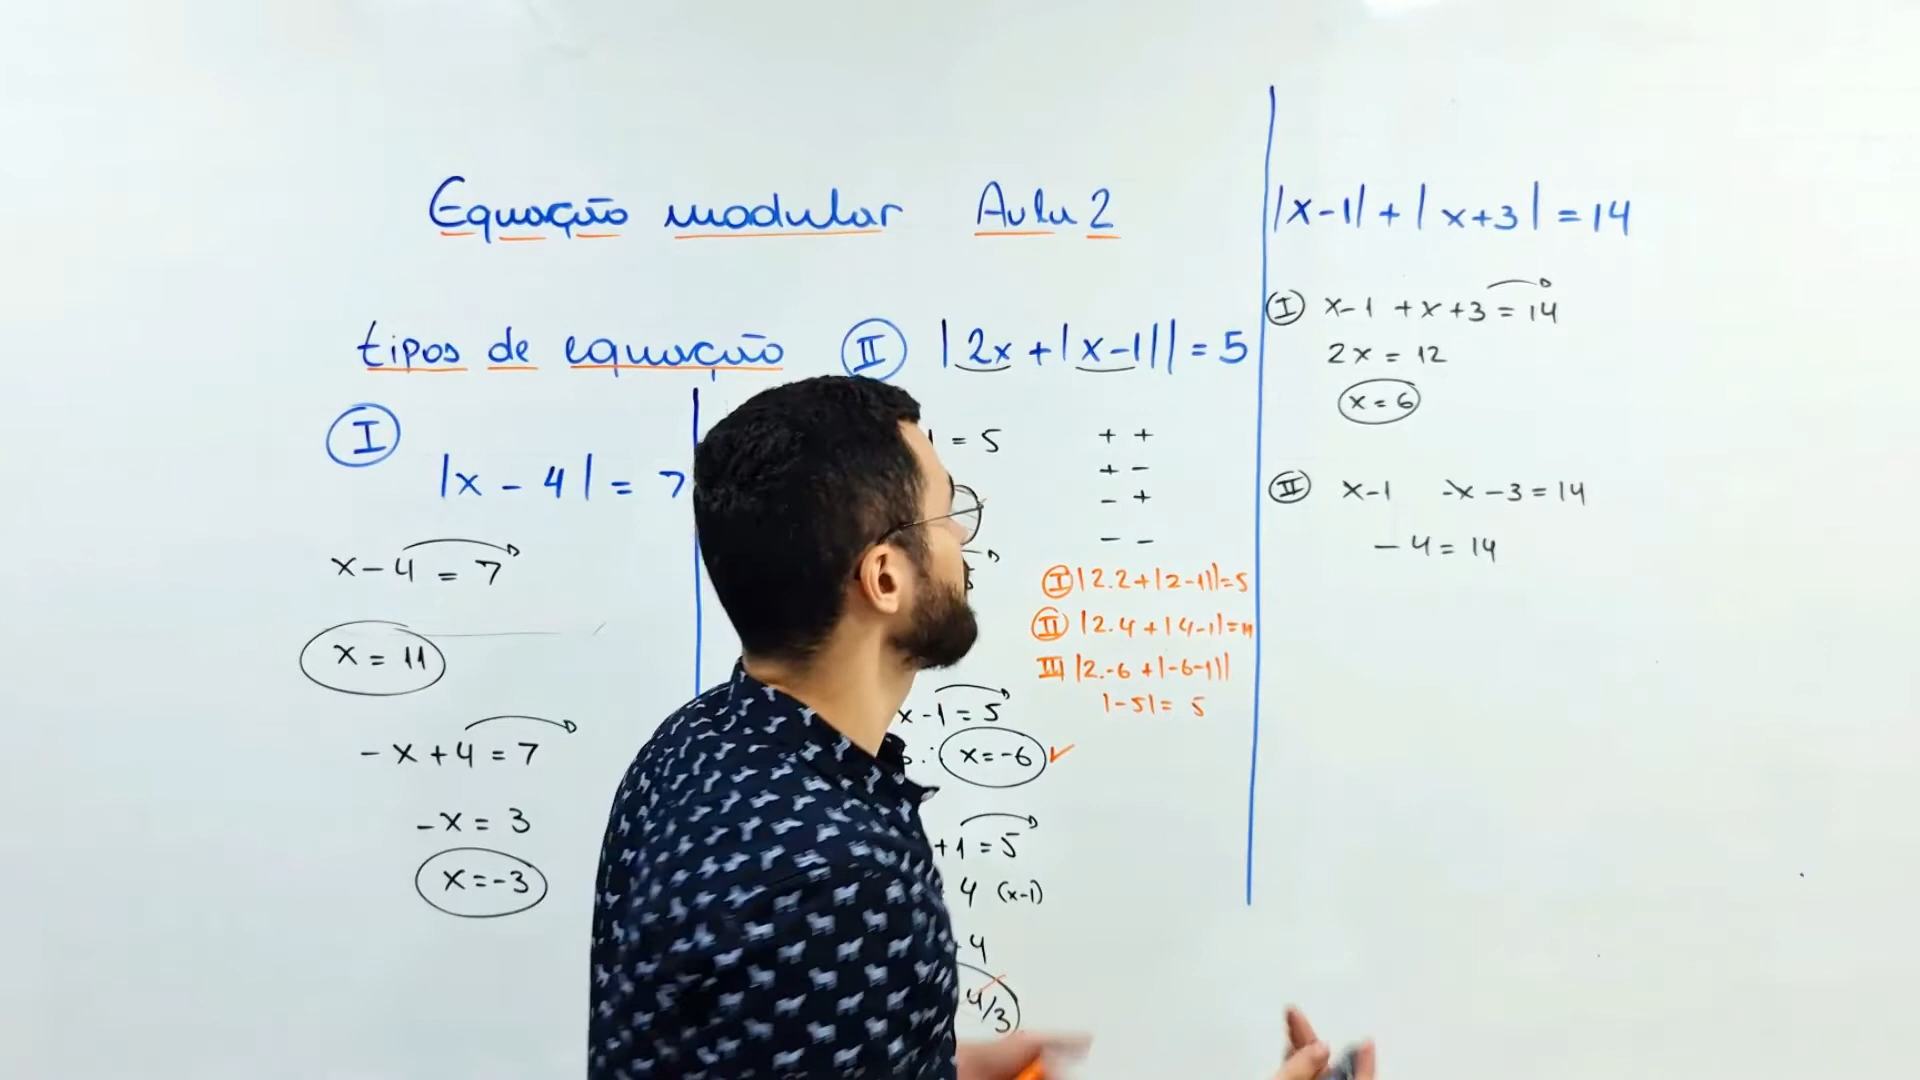 Equação modular Aula 2
tipos de equação
I
|x - 4| = 7
x - 4 = 7
x = 11
- x + 4 = 7
- x = 3
x = -3
II |2x + |x-1|| = 5
1 = 5
+ +
+ -
- +
- -
I |2.2+|2-1||=5
II |2.4+|4-1|=11
III |2.-6+|-6-1||
|-5|= 5
x - 1 = 5
∴ x = -6 ✓
+1 = 5
4 (x-1)
4
4/3
|x-1| + |x+3| = 14
I x-1 +x+3 = 14
2x = 12
x = 6
II x-1 -x-3 = 14
-4 = 14